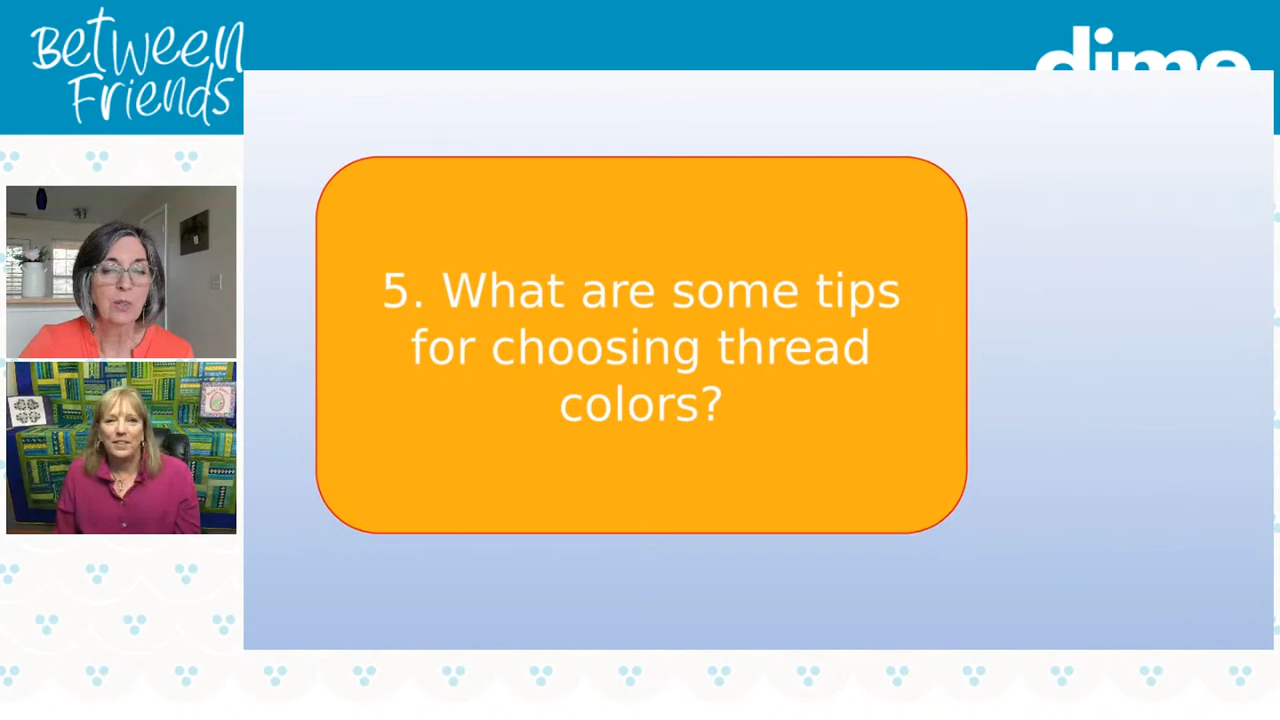 Between
Friends
dime
5. What are some tips
for choosing thread
colors?